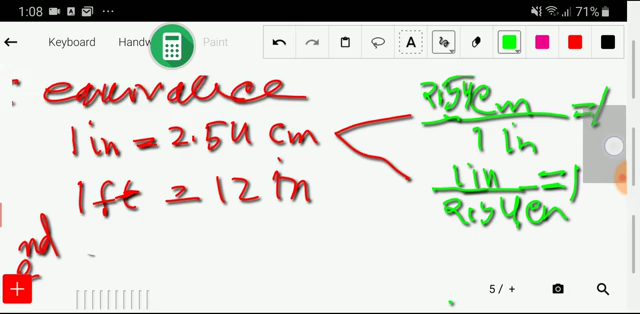 1:08
71%
Keyboard
Handw
Paint
A
: equivalence
1 in = 2.54 cm
2.54 cm
1 in
= 1
1 in
2.54 cm
= 1
1 ft = 12 in
nd
5 / +